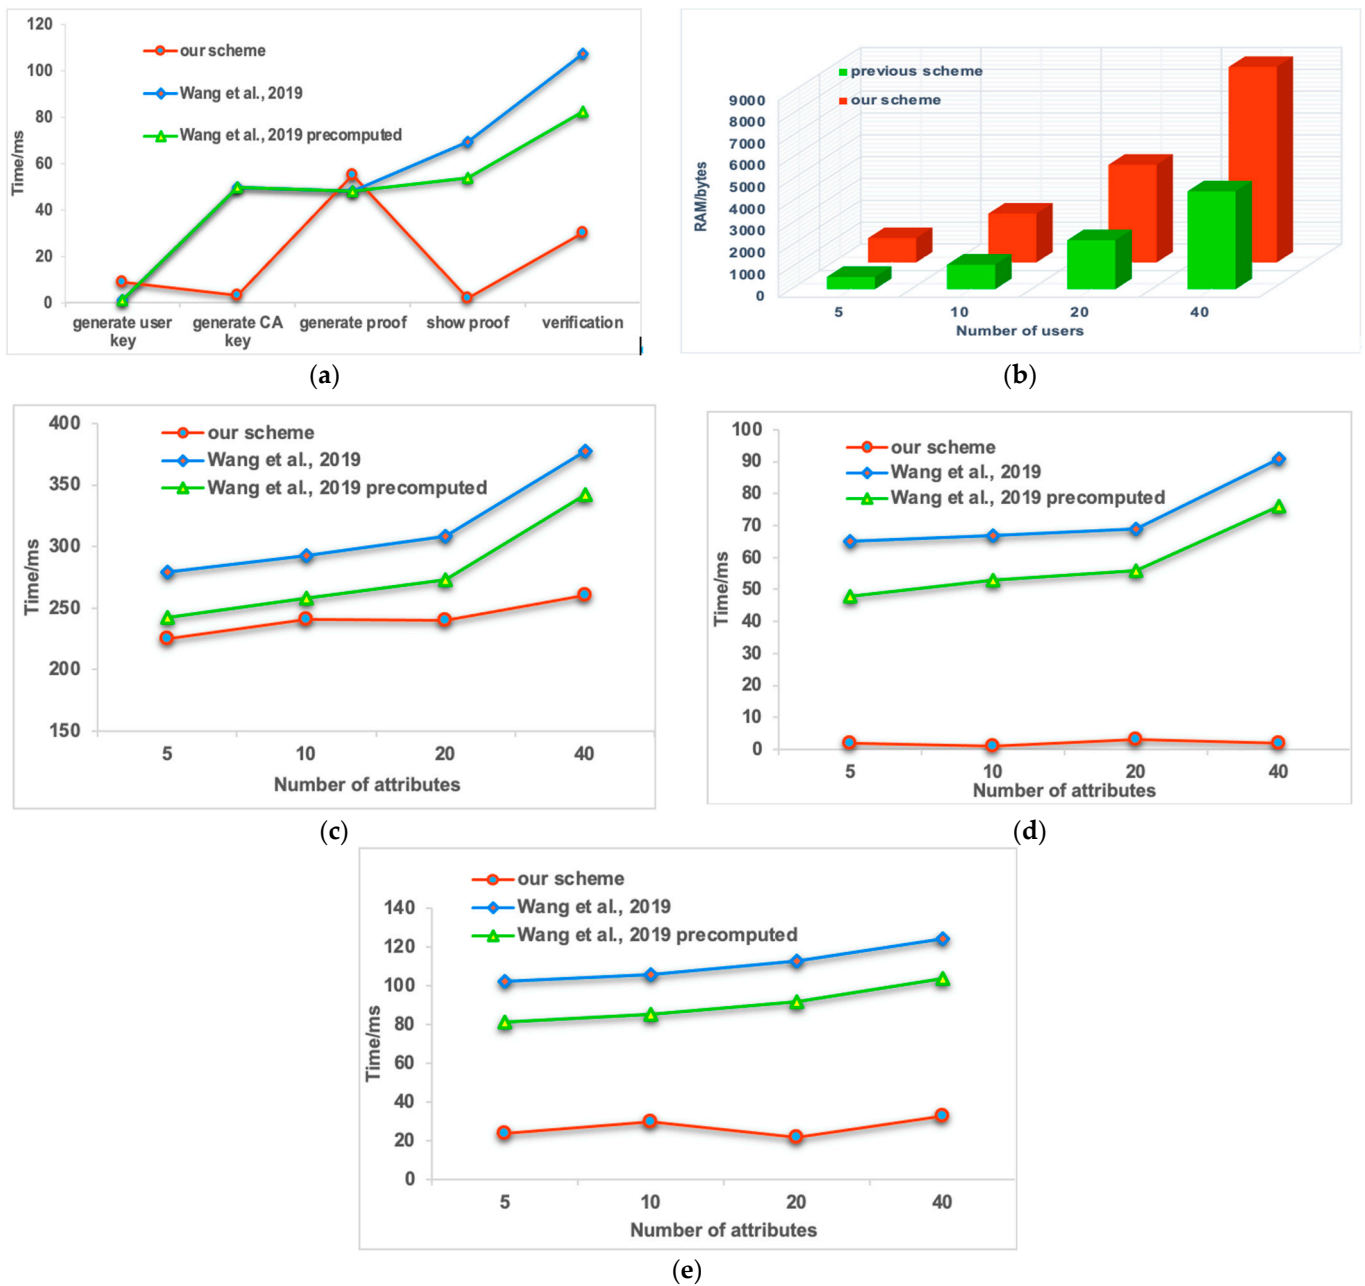 120
100
80
60
40
20
0
Time/ms
our scheme
Wang et al., 2019
Wang et al., 2019 precomputed
generate user key
generate CA key
generate proof
show proof
verification
(a)
previous scheme
our scheme
9000
8000
7000
6000
5000
4000
3000
2000
1000
0
RAM/bytes
5
10
20
40
Number of users
(b)
400
350
300
250
200
150
Time/ms
our scheme
Wang et al., 2019
Wang et al., 2019 precomputed
5
10
20
40
Number of attributes
(c)
100
90
80
70
60
50
40
30
20
10
0
Time/ms
our scheme
Wang et al., 2019
Wang et al., 2019 precomputed
5
10
20
40
Number of attributes
(d)
our scheme
Wang et al., 2019
Wang et al., 2019 precomputed
140
120
100
80
60
40
20
0
Time/ms
5
10
20
40
Number of attributes
(e)